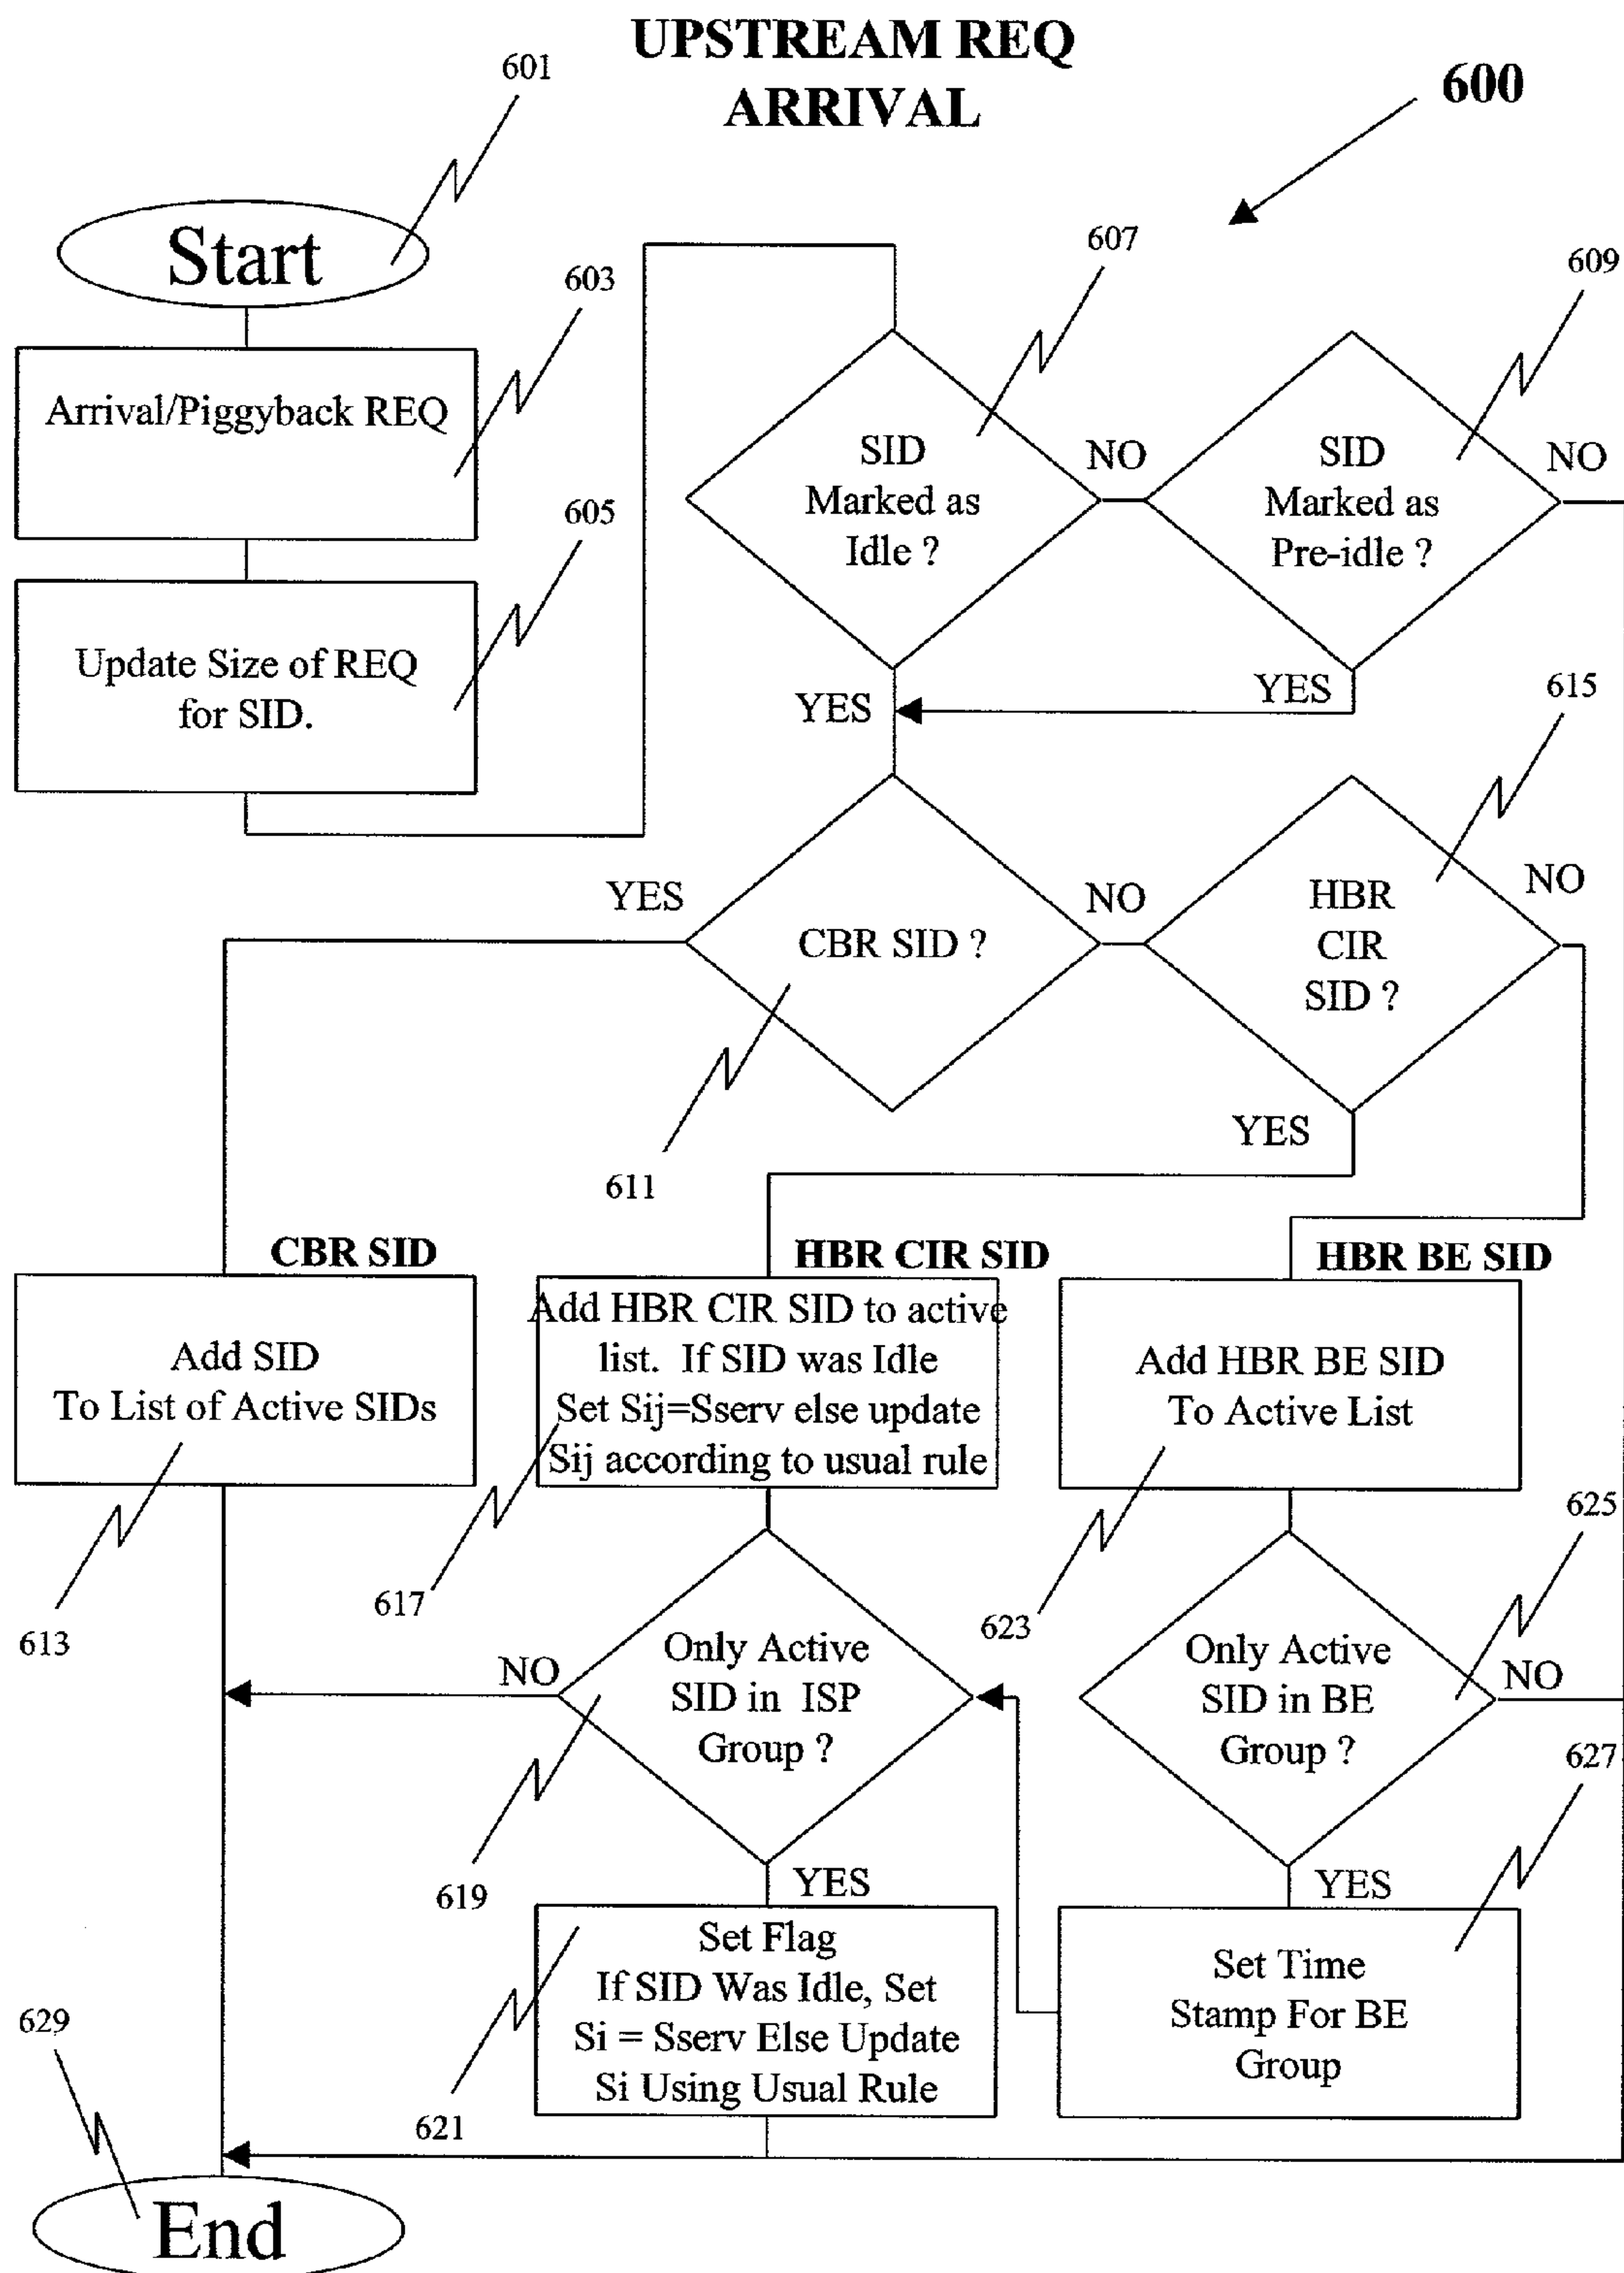 UPSTREAM REQ
ARRIVAL
600
601
Start
603
Arrival/Piggyback REQ
605
Update Size of REQ
for SID.
607
SID
Marked as
Idle ?
NO
YES
609
SID
Marked as
Pre-idle ?
NO
YES
CBR SID ?
YES
NO
611
615
HBR
CIR
SID ?
NO
YES
CBR SID
Add SID
To List of Active SIDs
613
HBR CIR SID
Add HBR CIR SID to active
list. If SID was Idle
Set Sij=Sserv else update
Sij according to usual rule
617
HBR BE SID
Add HBR BE SID
To Active List
623
Only Active
SID in ISP
Group ?
NO
YES
619
625
Only Active
SID in BE
Group ?
NO
YES
627
Set Flag
If SID Was Idle, Set
Si = Sserv Else Update
Si Using Usual Rule
621
Set Time
Stamp For BE
Group
629
End